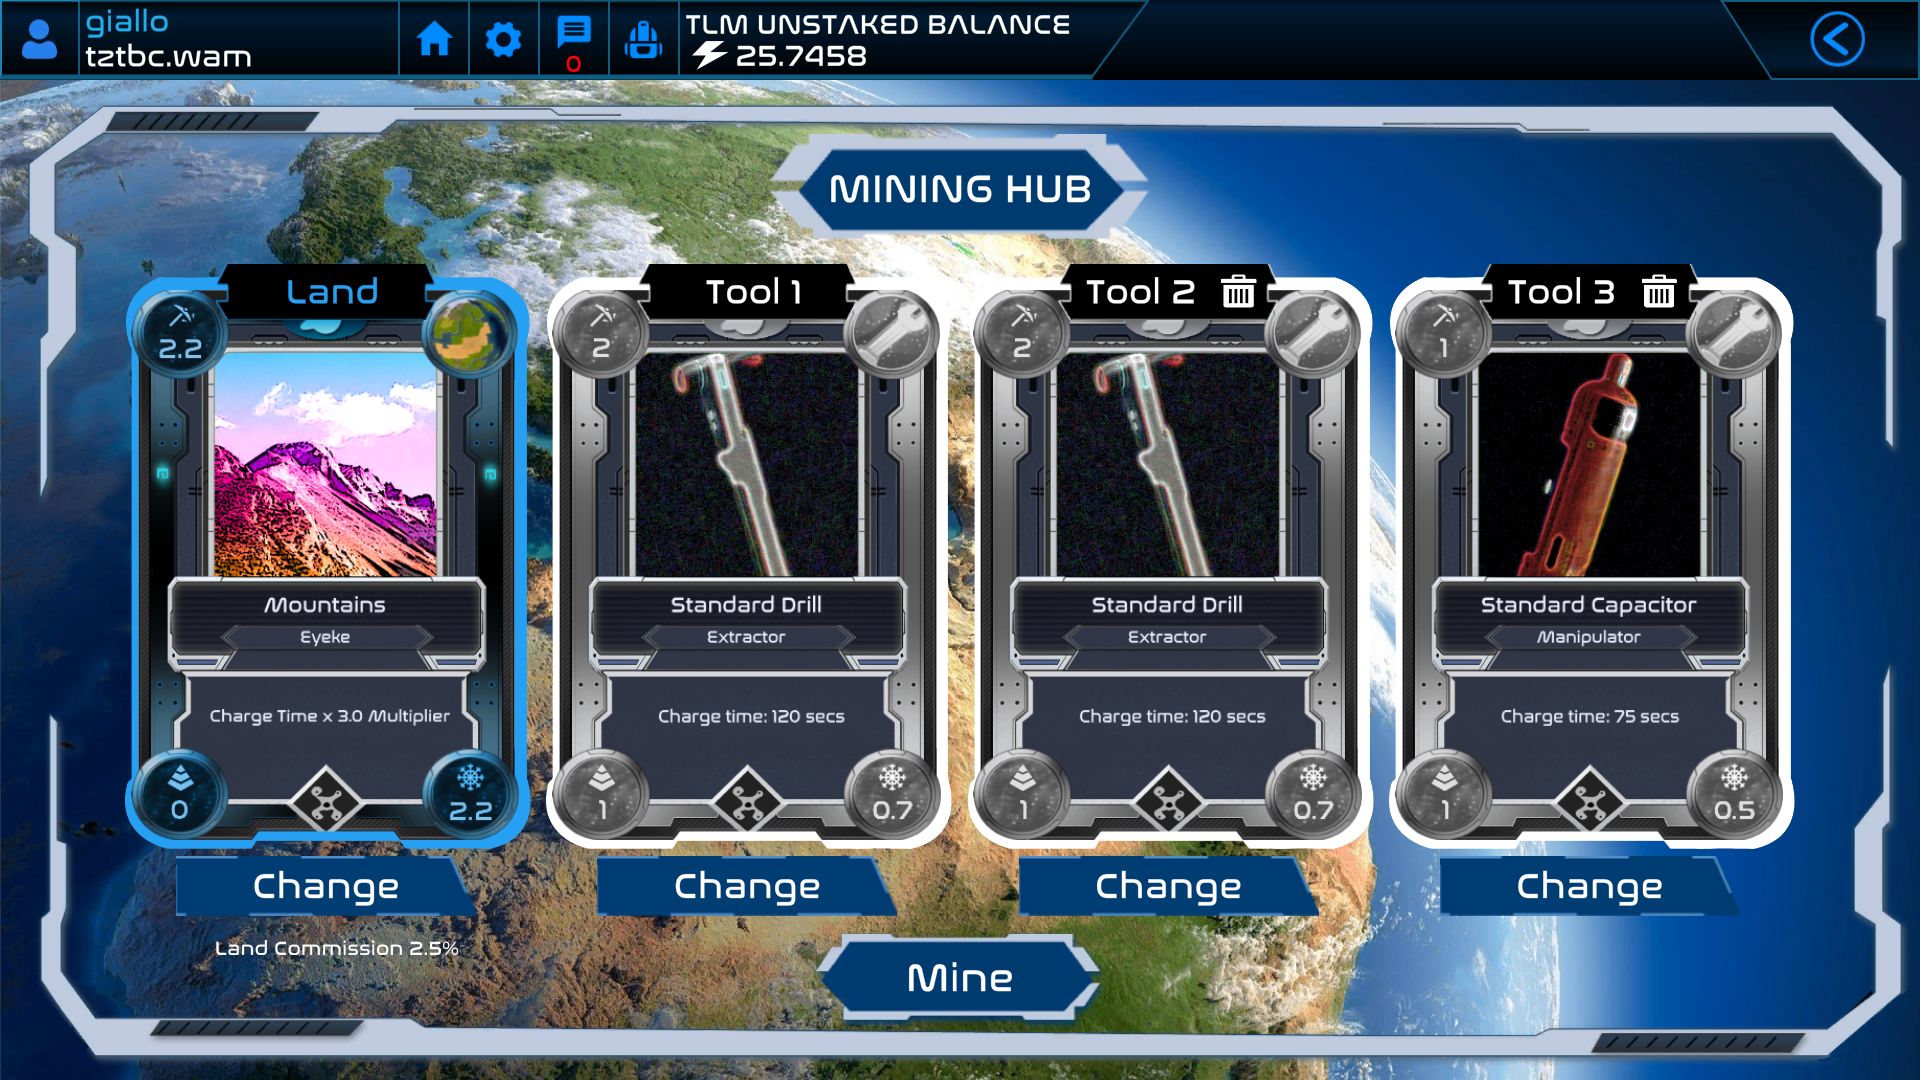 giallo
tztbc.wam
0
TLM UNSTAKED BALANCE
25.7458
MINING HUB
Land
2.2
Mountains
Eyeke
Charge Time x 3.0 Multiplier
0
2.2
Change
Land Commission 2.5%
Tool 1
2
Standard Drill
Extractor
Charge time: 120 secs
1
0.7
Change
Tool 2
2
Standard Drill
Extractor
Charge time: 120 secs
1
0.7
Change
Tool 3
1
Standard Capacitor
Manipulator
Charge time: 75 secs
1
0.5
Change
Mine